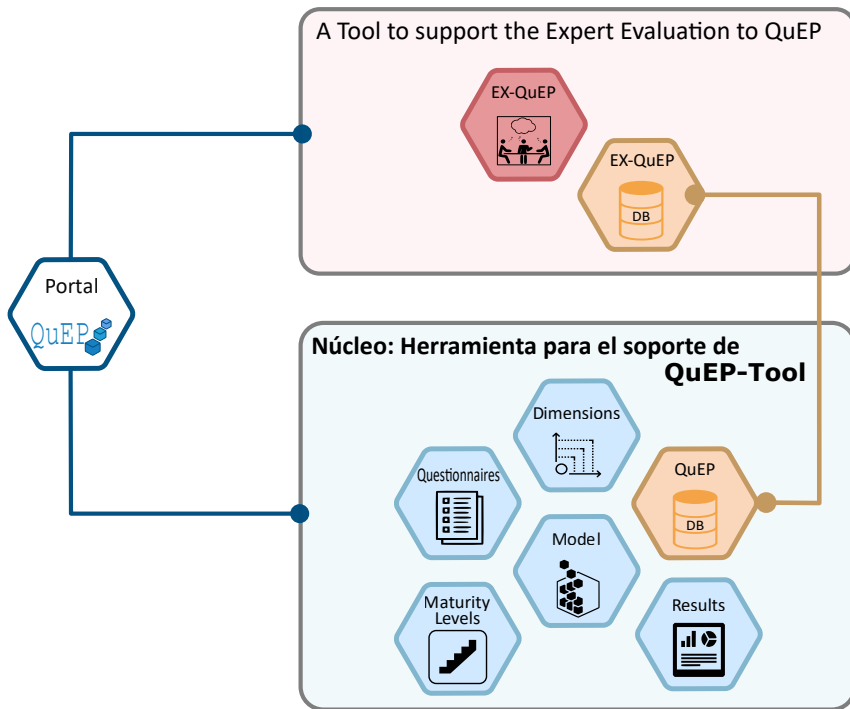 A Tool to support the Expert Evaluation to QuEP
EX-QuEP
EX-QuEP
DB
Portal
QuEP
Núcleo: Herramienta para el soporte de
QuEP-Tool
Dimensions
Questionnaires
QuEP
DB
Model
Maturity
Levels
Results